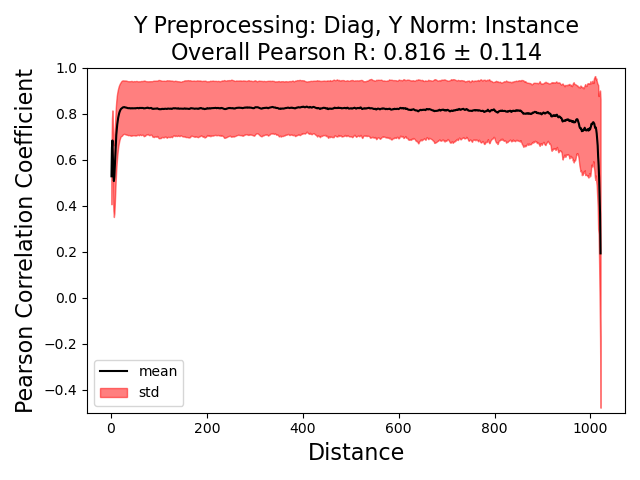 Y Preprocessing: Diag, Y Norm: Instance
Overall Pearson R: 0.816 ± 0.114
Pearson Correlation Coefficient
1.0
0.8
0.6
0.4
0.2
0.0
−0.2
−0.4
mean
std
0 200 400 600 800 1000
Distance